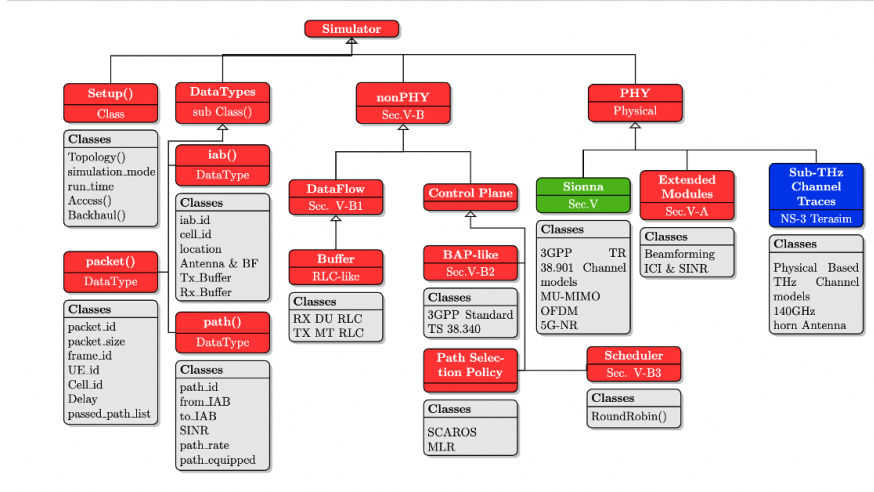 Simulator
Setup()
Class
Classes
Topology()
simulation_mode
run_time
Access()
Backhaul()
DataTypes
sub Class()
iab()
DataType
Classes
iab_id
cell_id
location
Antenna & BF
Tx_Buffer
Rx_Buffer
packet()
DataType
Classes
packet_id
packet_size
frame_id
UE_id
Cell_id
Delay
passed_path_list
path()
DataType
Classes
path_id
from_IAB
to_IAB
SINR
path_rate
path_equipped
nonPHY
Sec.V-B
DataFlow
Sec. V-B1
Buffer
RLC-like
Classes
RX DU RLC
TX MT RLC
Control Plane
BAP-like
Sec.V-B2
Classes
3GPP Standard
TS 38.340
Path Selec-
tion Policy
Classes
SCAROS
MLR
Scheduler
Sec. V-B3
Classes
RoundRobin()
PHY
Physical
Sionna
Sec.V
Classes
3GPP TR
38.901 Channel
models
MU-MIMO
OFDM
5G-NR
Extended
Modules
Sec.V-A
Classes
Beamforming
ICI & SINR
Sub-THz
Channel
Traces
NS-3 Terasim
Classes
Physical Based
THz Channel
models
140GHz
horn Antenna